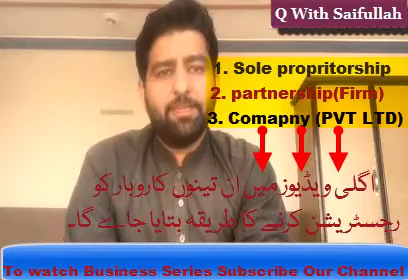 Q With Saifullah
1. Sole propritorship
2. partnership(Firm)
3. Comapny (PVT LTD)
اگلی ویڈیوز میں ان تینوں کاروبار کو
رجسٹریشن کرنے کا طریقہ بتایا جاے گا۔
To watch Business Series Subscribe Our Channel